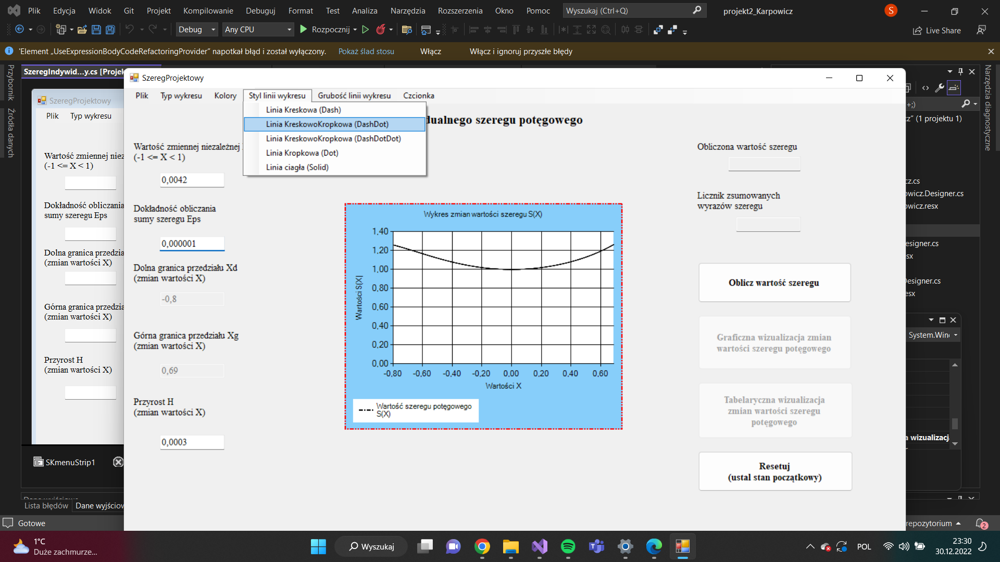 Plik Edycja Widok Git Projekt Kompilowanie Debuguj Format Test Analiza Narzędzia Rozszerzenia Okno Pomoc Wyszukaj (Ctrl+Q) projekt2_Karpowicz S
Debug Any CPU Rozpocznij Live Share
'Element „UseExpressionBodyCodeRefactoringProvider” napotkał błąd i został wyłączony. Pokaż ślad stosu Włącz Włącz i ignoruj przyszłe błędy
Przybornik
Źródła danych
Narzędzia diagnostyczne
SzeregIndywid...y.cs [Projek
SzeregProjektowy
Plik Typ wykresu
Wartość zmiennej niez
(-1 <= X < 1)
Dokładność obliczania
sumy szeregu Eps
Dolna granica przedzia
(zmian wartości X)
Górna granica przedzia
(zmian wartości X)
Przyrost H
(zmian wartości X)
SKmenuStrip1
SzeregProjektowy
Plik Typ wykresu Kolory Styl linii wykresu Grubość linii wykresu Czcionka
Linia Kreskowa (Dash)
Linia KreskowoKropkowa (DashDot)
Linia KreskowoKropkowa (DashDotDot)
Linia Kropkowa (Dot)
Linia ciagła (Solid)
dualnego szeregu potęgowego
Wartość zmiennej niezależnej
(-1 <= X < 1)
0,0042
Dokładność obliczania
sumy szeregu Eps
0,000001
Dolna granica przedziału Xd
(zmian wartości X)
-0,8
Górna granica przedziału Xg
(zmian wartości X)
0,69
Przyrost H
(zmian wartości X)
0,0003
Wykres zmian wartości szeregu S(X)
Wartości S(X|
1,40
1,20
1,00
0,80
0,60
0,40
0,20
0,00
-0,80 -0,60 -0,40 -0,20 0,00 0,20 0,40 0,60
Wartości X
Wartość szeregu potęgowego
S(X)
Obliczona wartość szeregu
Licznik zsumowanych
wyrazów szeregu
Oblicz wartość szeregu
Graficzna wizualizacja zmian
wartości szeregu potęgowego
Tabelaryczna wizualizacja
zmian wartości szeregu
potęgowego
Resetuj
(ustal stan początkowy)
+;)
cz” (1 projektu 1)
cz.cs
owicz.Designer.cs
owicz.resx
esigner.cs
sx
Designer.cs
esx
System.Wind
a wizualizacj
Dane wyjściowe
Lista błędów Dane wyjściow
Gotowe
repozytorium 2
1°C
Duże zachmurze...
Wyszukaj
POL
23:30
30.12.2022